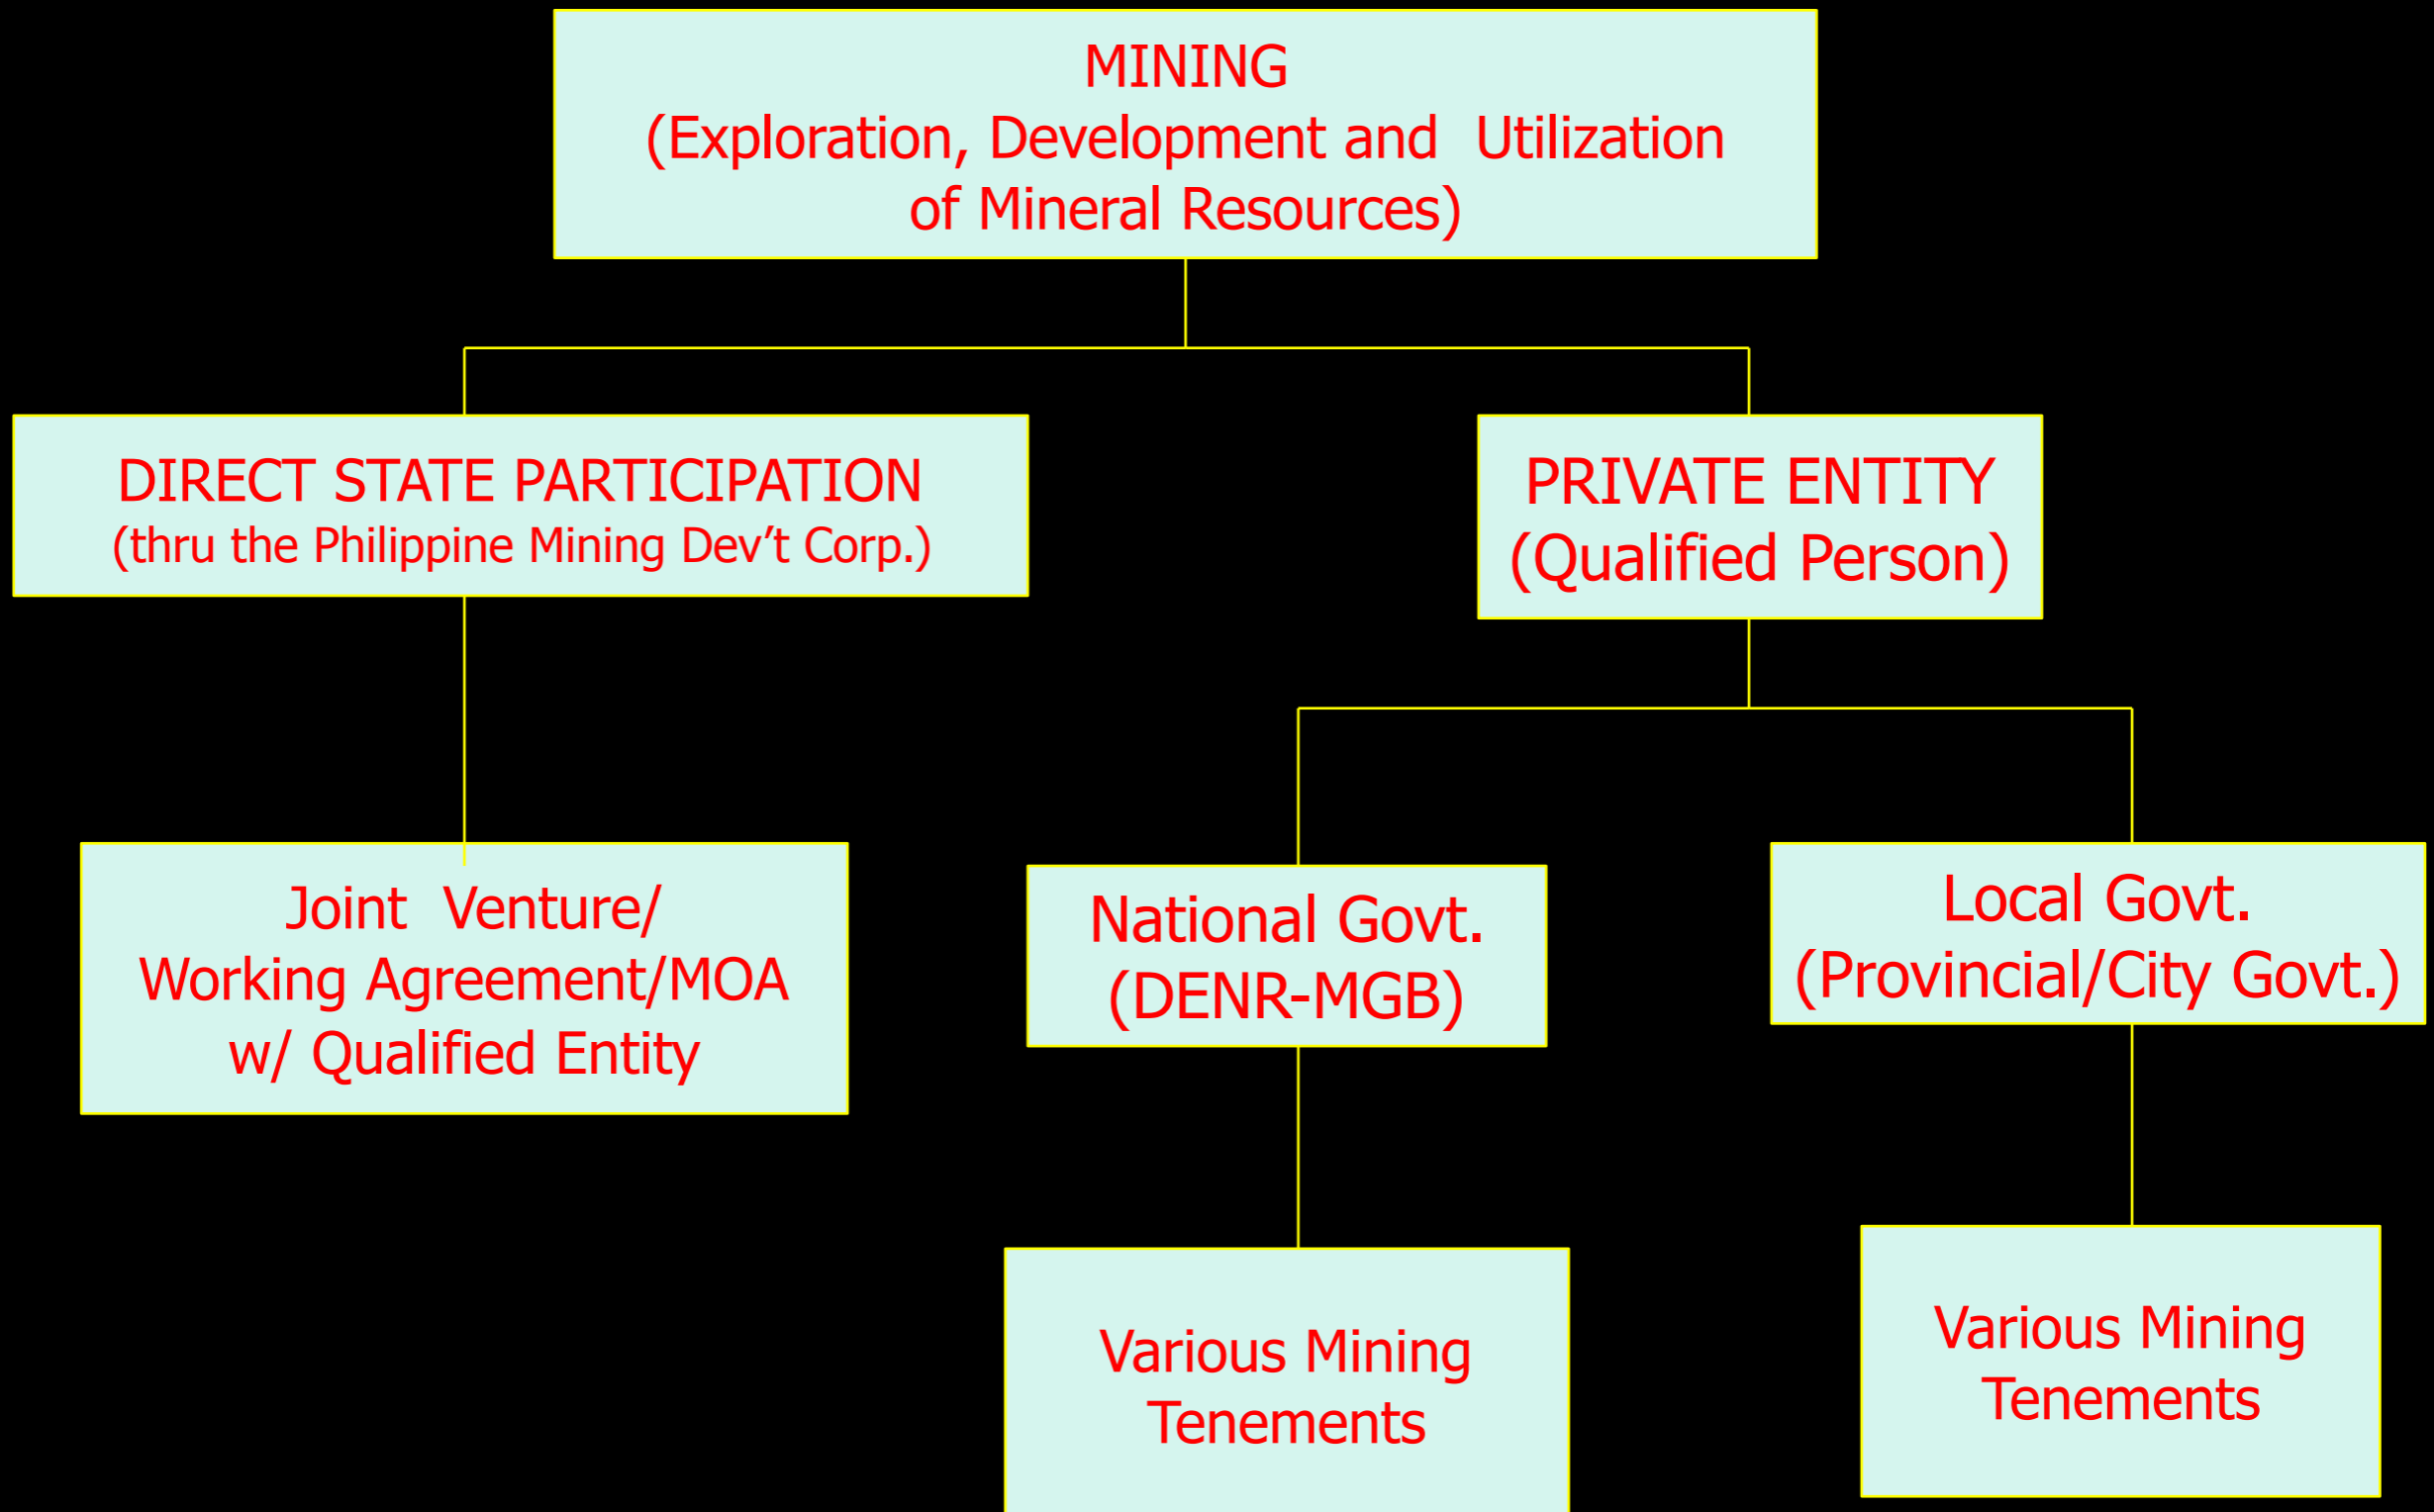 MINING
(Exploration, Development and  Utilization
of Mineral Resources)
DIRECT STATE PARTICIPATION
(thru the Philippine Mining Dev’t Corp.)
PRIVATE ENTITY
(Qualified Person)
Joint  Venture/
Working Agreement/MOA
w/ Qualified Entity
National Govt.
(DENR-MGB)
Local Govt.
(Provincial/City Govt.)
Various Mining
Tenements
Various Mining
Tenements